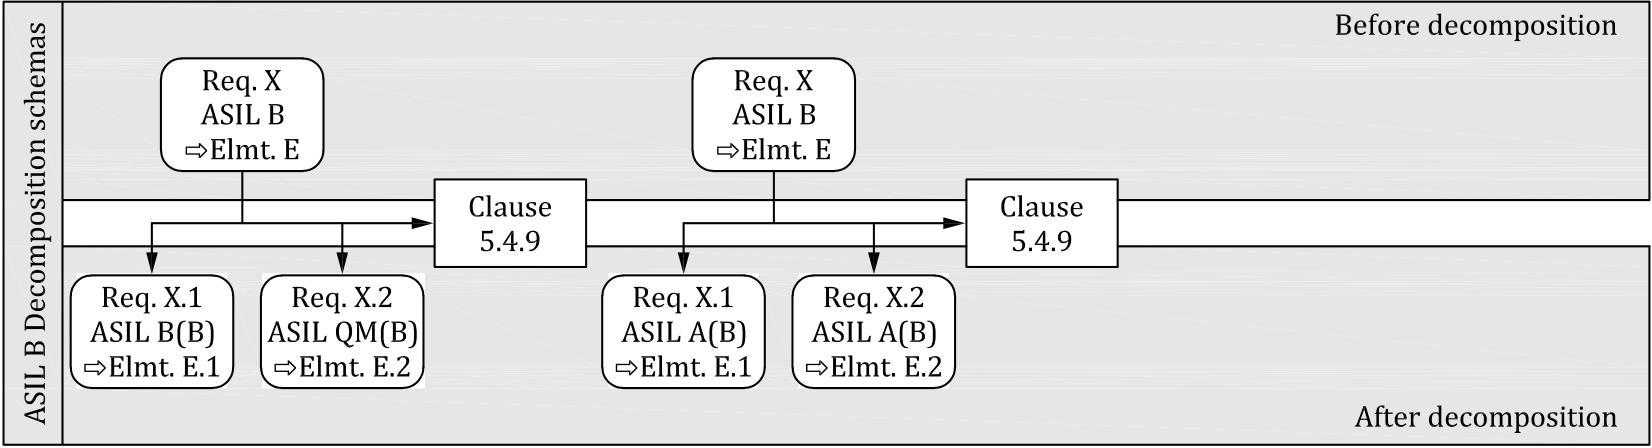 ASIL B Decomposition schemas
Before decomposition
Req. X
ASIL B
⇨Elmt. E
Req. X
ASIL B
⇨Elmt. E
Clause
5.4.9
Clause
5.4.9
Req. X.1
ASIL B(B)
⇨Elmt. E.1
Req. X.2
ASIL QM(B)
⇨Elmt. E.2
Req. X.1
ASIL A(B)
⇨Elmt. E.1
Req. X.2
ASIL A(B)
⇨Elmt. E.2
After decomposition